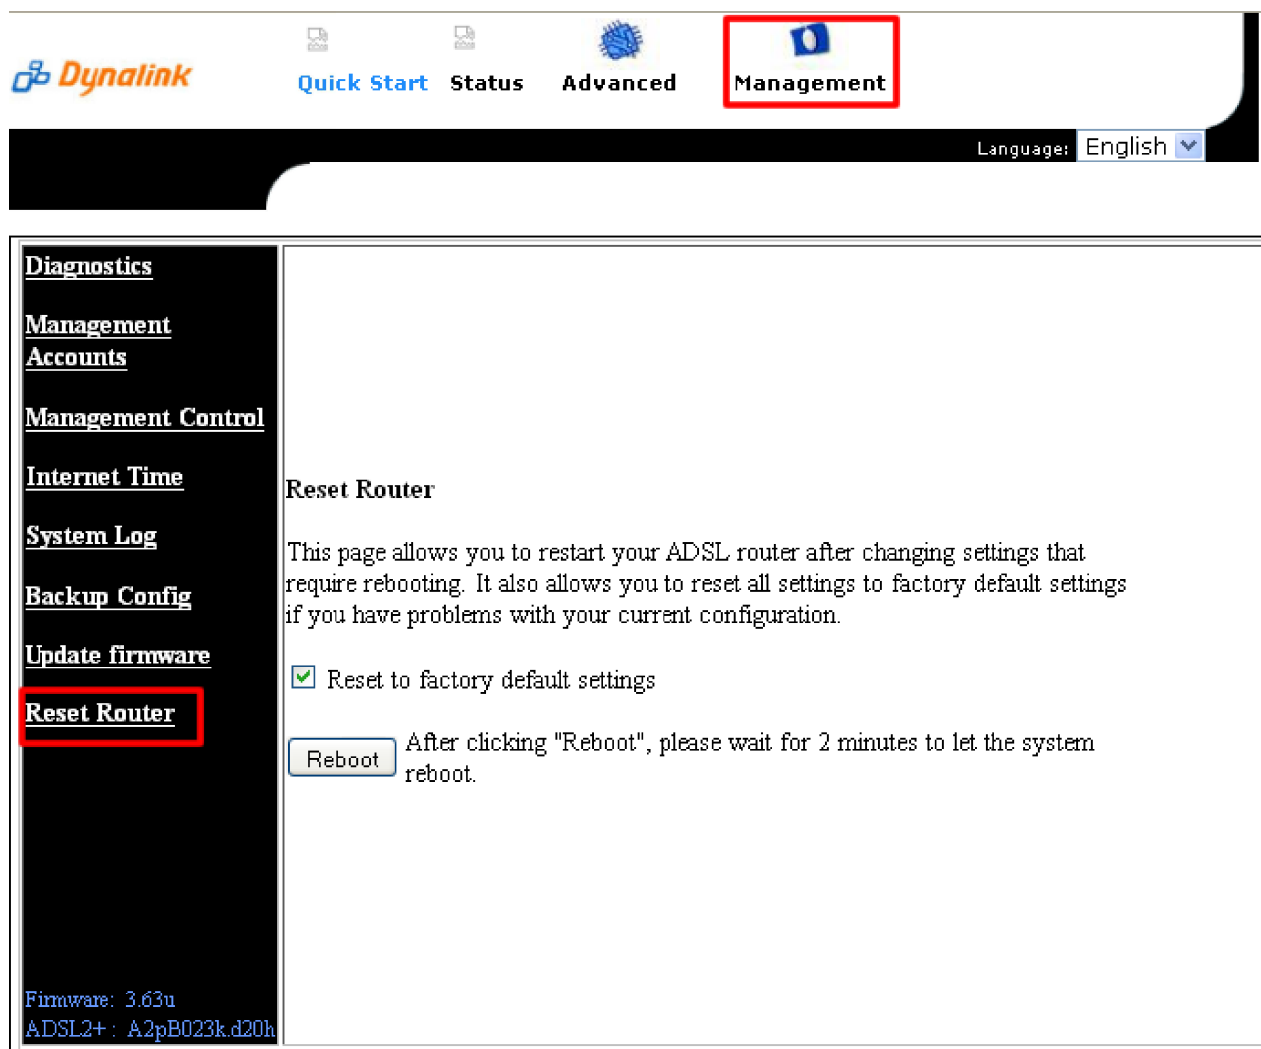 Dynalink
Quick Start Status Advanced Management
Language: English
Diagnostics
Management
Accounts
Management Control
Internet Time
System Log
Backup Config
Update firmware
Reset Router
Firmware: 3.63u
ADSL2+ : A2pB023k.d20h
Reset Router
This page allows you to restart your ADSL router after changing settings that
require rebooting. It also allows you to reset all settings to factory default settings
if you have problems with your current configuration.
Reset to factory default settings
Reboot
After clicking "Reboot", please wait for 2 minutes to let the system
reboot.